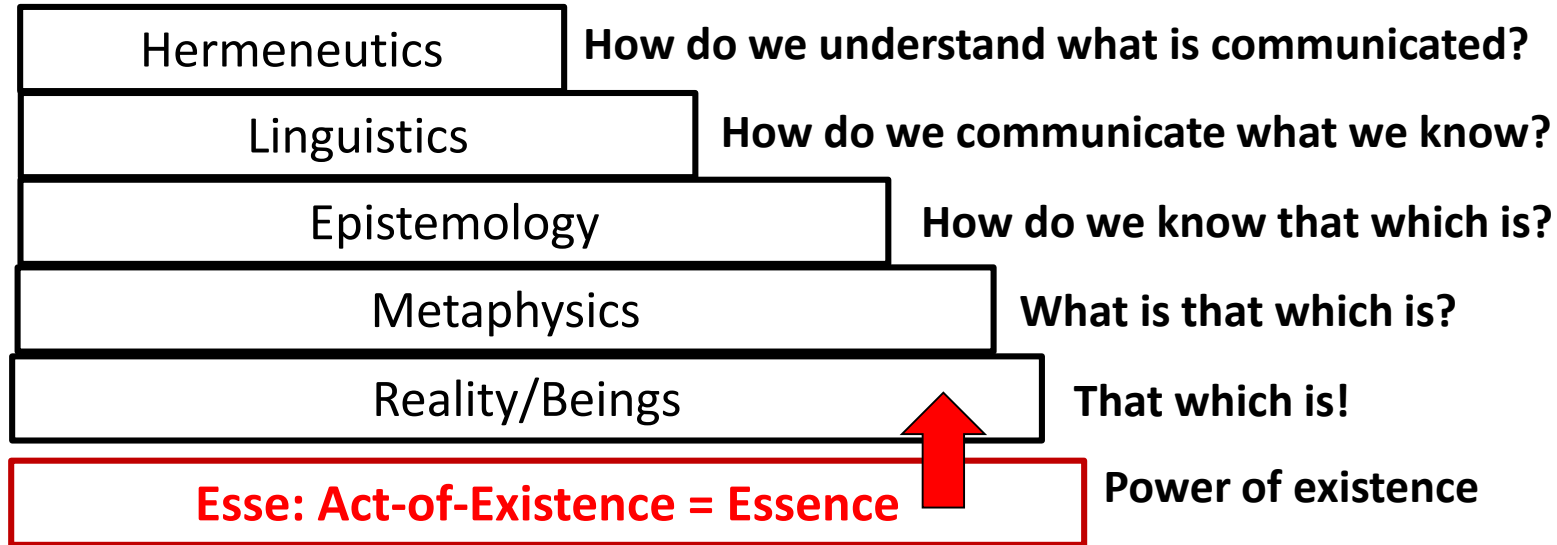 Hermeneutics How do we understand what is communicated?
Linguistics How do we communicate what we know?
Epistemology How do we know that which is?
Metaphysics What is that which is?
Reality/Beings That which is!
Esse: Act-of-Existence = Essence Power of existence